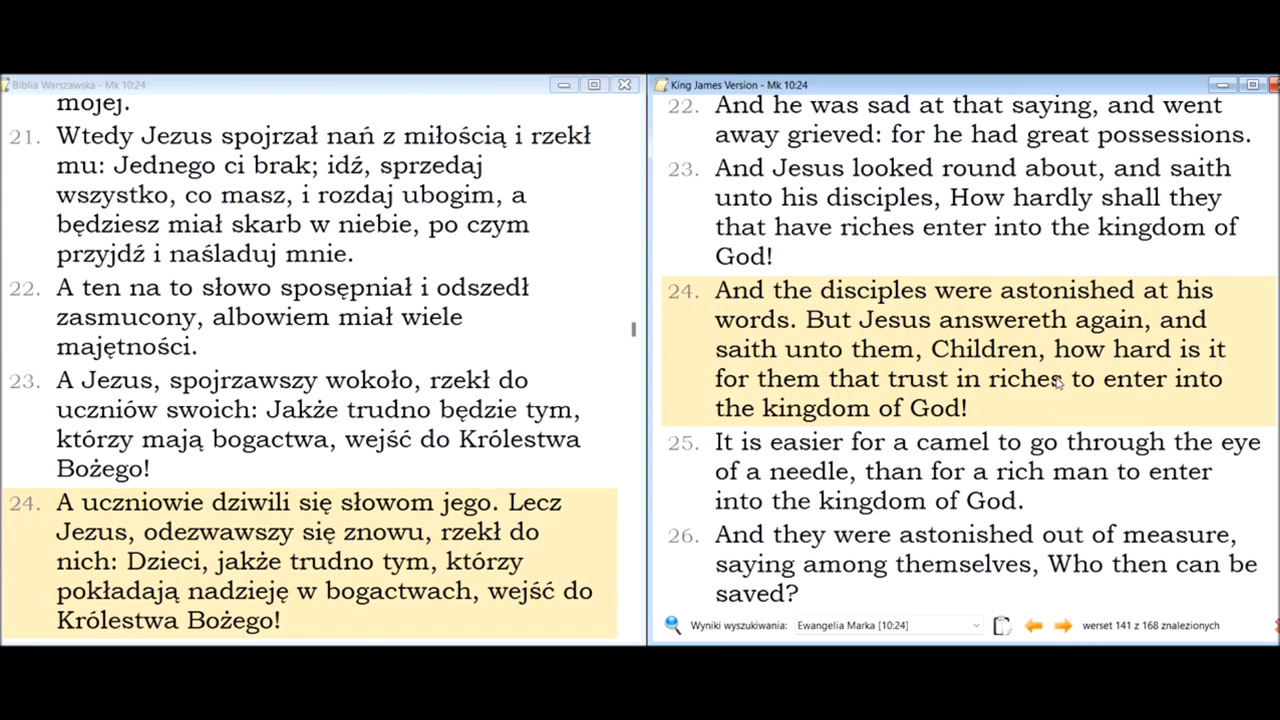 Biblia Warszawska - Mk 10:24
mojej.
21. Wtedy Jezus spojrzał nań z miłością i rzekł
mu: Jednego ci brak; idź, sprzedaj
wszystko, co masz, i rozdaj ubogim, a
będziesz miał skarb w niebie, po czym
przyjdź i naśladuj mnie.
22. A ten na to słowo sposępniał i odszedł
zasmucony, albowiem miał wiele
majętności.
23. A Jezus, spojrzawszy wokoło, rzekł do
uczniów swoich: Jakże trudno będzie tym,
którzy mają bogactwa, wejść do Królestwa
Bożego!
24. A uczniowie dziwili się słowom jego. Lecz
Jezus, odezwawszy się znowu, rzekł do
nich: Dzieci, jakże trudno tym, którzy
pokładają nadzieję w bogactwach, wejść do
Królestwa Bożego!
King James Version - Mk 10:24
22. And he was sad at that saying, and went
away grieved: for he had great possessions.
23. And Jesus looked round about, and saith
unto his disciples, How hardly shall they
that have riches enter into the kingdom of
God!
24. And the disciples were astonished at his
words. But Jesus answereth again, and
saith unto them, Children, how hard is it
for them that trust in riches to enter into
the kingdom of God!
25. It is easier for a camel to go through the eye
of a needle, than for a rich man to enter
into the kingdom of God.
26. And they were astonished out of measure,
saying among themselves, Who then can be
saved?
Wyniki wyszukiwania: Ewangelia Marka [10:24] werset 141 z 168 znalezionych